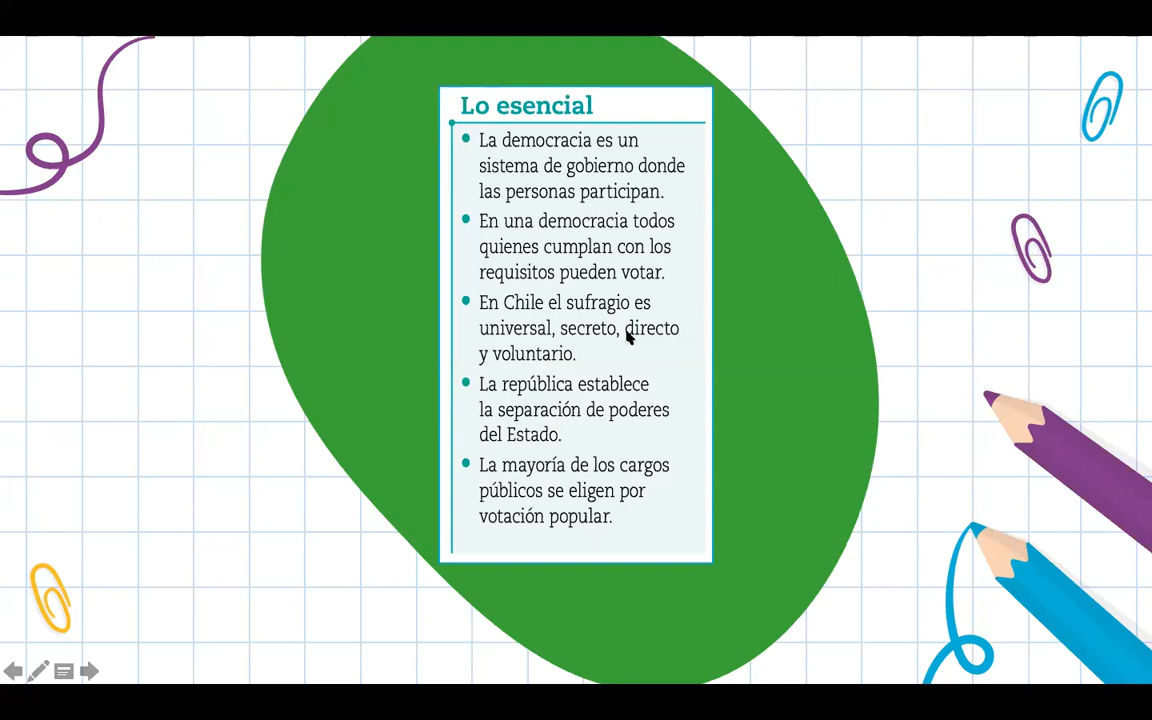 Lo esencial
• La democracia es un
sistema de gobierno donde
las personas participan.
• En una democracia todos
quienes cumplan con los
requisitos pueden votar.
• En Chile el sufragio es
universal, secreto, directo
y voluntario.
• La república establece
la separación de poderes
del Estado.
• La mayoría de los cargos
públicos se eligen por
votación popular.